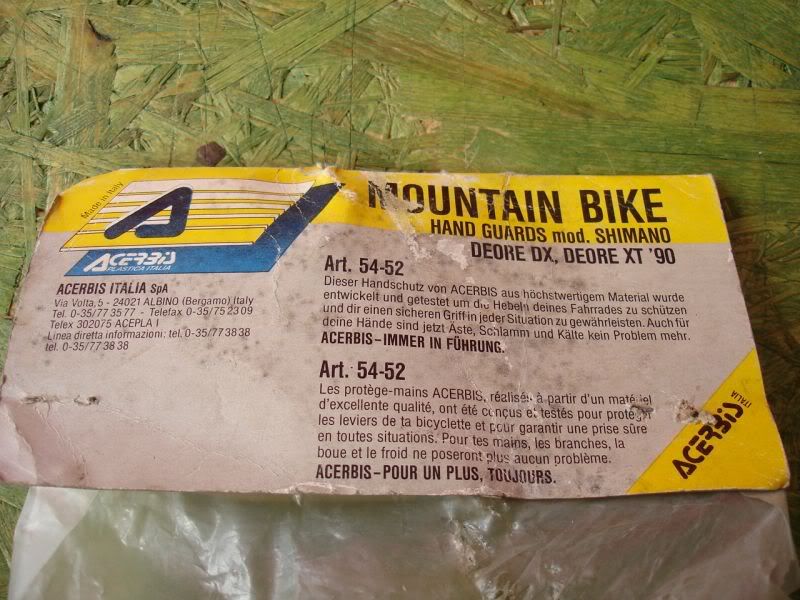 Made in Italy
A
ACERBIS
PLASTICA ITALIA
ACERBIS ITALIA SpA
Via Volta, 5 - 24021 ALBINO (Bergamo) Italy
Tel. 0-35/77 35 77 - Telefax 0-35/75 23 09
Telex 302075 ACEPLA I
Linea diretta informazioni: tel. 0-35/77 38 38
tel. 0-35/77 38 38
MOUNTAIN BIKE
HAND GUARDS mod. SHIMANO
DEORE DX, DEORE XT '90
Art. 54-52
Dieser Handschutz von ACERBIS aus höchstwertigem Material wurde
entwickelt und getestet um die Hebeln deines Fahrrades zu schützen
und dir einen sicheren Griff in jeder Situation zu gewährleisten. Auch für
deine Hände sind jetzt Äste, Schlamm und Kälte kein Problem mehr.
ACERBIS-IMMER IN FÜHRUNG.
Art. 54-52
Les protège-mains ACERBIS, réalisés à partir d'un matériel
d'excellente qualité, ont été conçus et testés pour protéger
les leviers de ta bicyclette et pour garantir une prise sûre
en toutes situations. Pour tes mains, les branches, la
boue et le froid ne poseront plus aucun problème.
ACERBIS-POUR UN PLUS, TOUJOURS.
ACERBIS
ITALIA